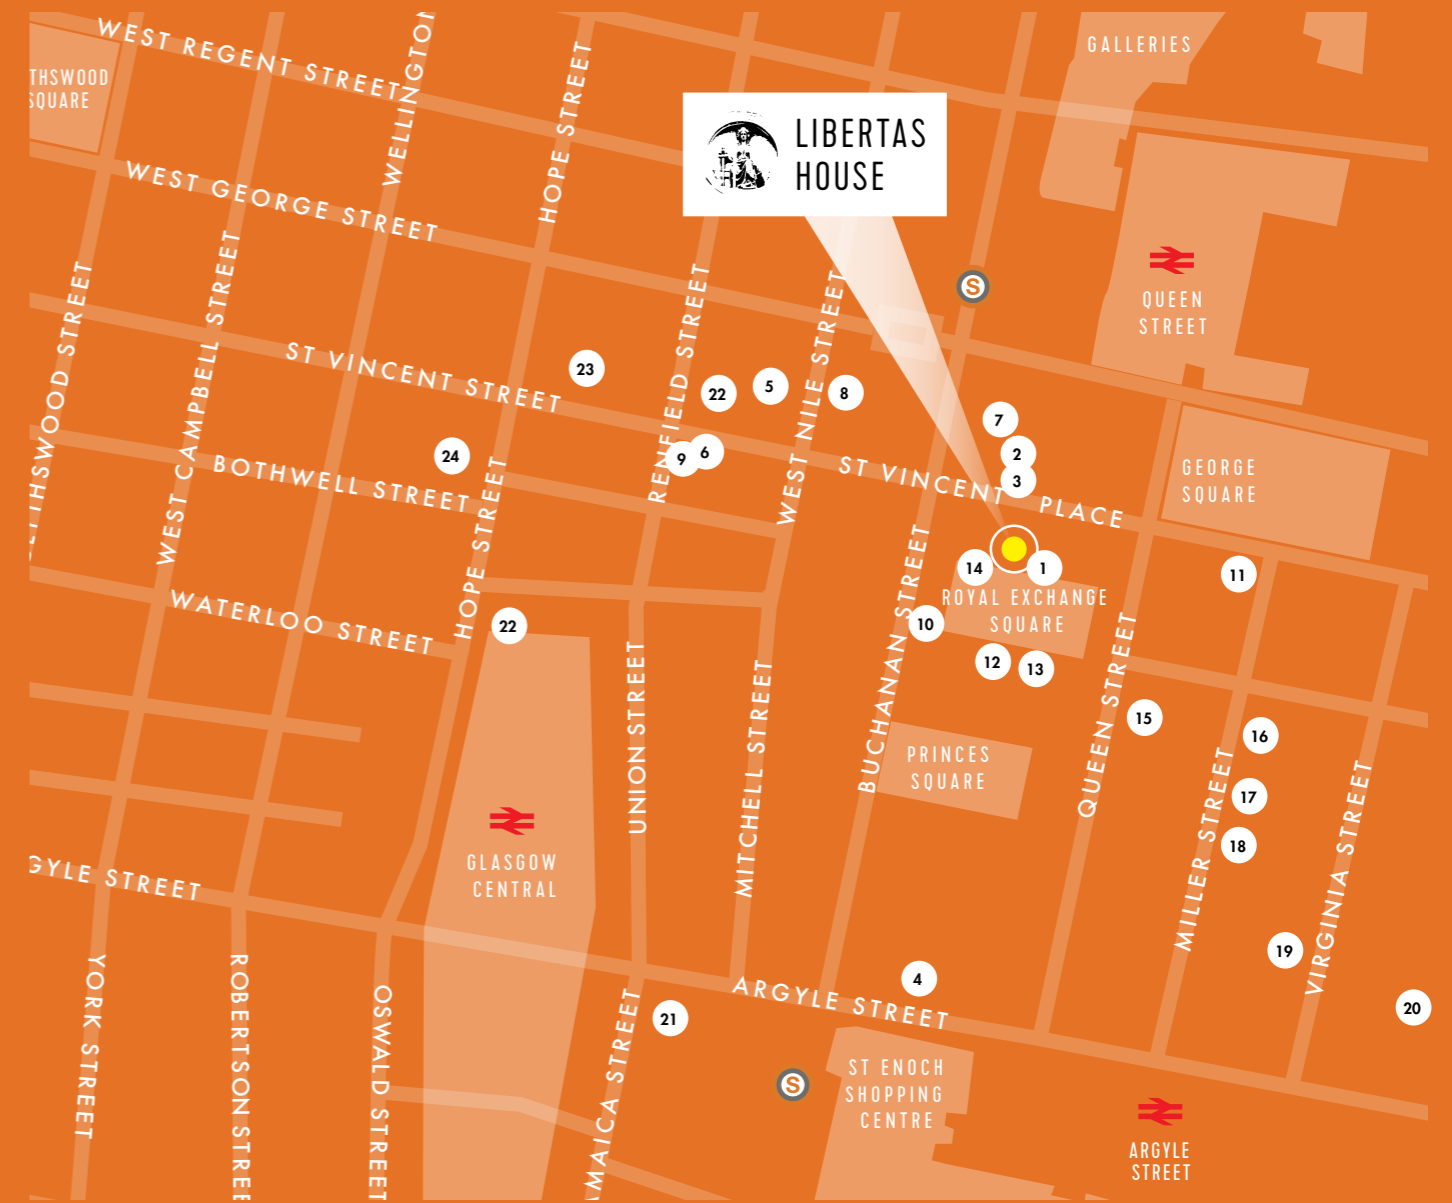 WEST REGENT STREET
WELLINGTON
HOPE STREET
GALLERIES
THSWOOD
SQUARE
LIBERTAS
HOUSE
WEST GEORGE STREET
WEST CAMPBELL STREET
S
QUEEN
STREET
THSWOOD STREET
RENFIELD STREET
WEST NILE STREET
ST VINCENT STREET
23
22
5
8
7
24
9
6
2
3
BOTHWELL STREET
ST VINCENT PLACE
GEORGE
SQUARE
HOPE STREET
14
1
11
ROYAL EXCHANGE
SQUARE
WATERLOO STREET
22
10
12
13
BUCHANAN STREET
QUEEN STREET
UNION STREET
MITCHELL STREET
15
16
PRINCES
SQUARE
17
18
MILLER STREET
VIRGINIA STREET
GLASGOW
CENTRAL
GYLE STREET
19
20
4
ARGYLE STREET
21
YORK STREET
ROBERTSON STREE
OSWALD STREET
MAICA STREET
S
ST ENOCH
SHOPPING
CENTRE
ARGYLE
STREET